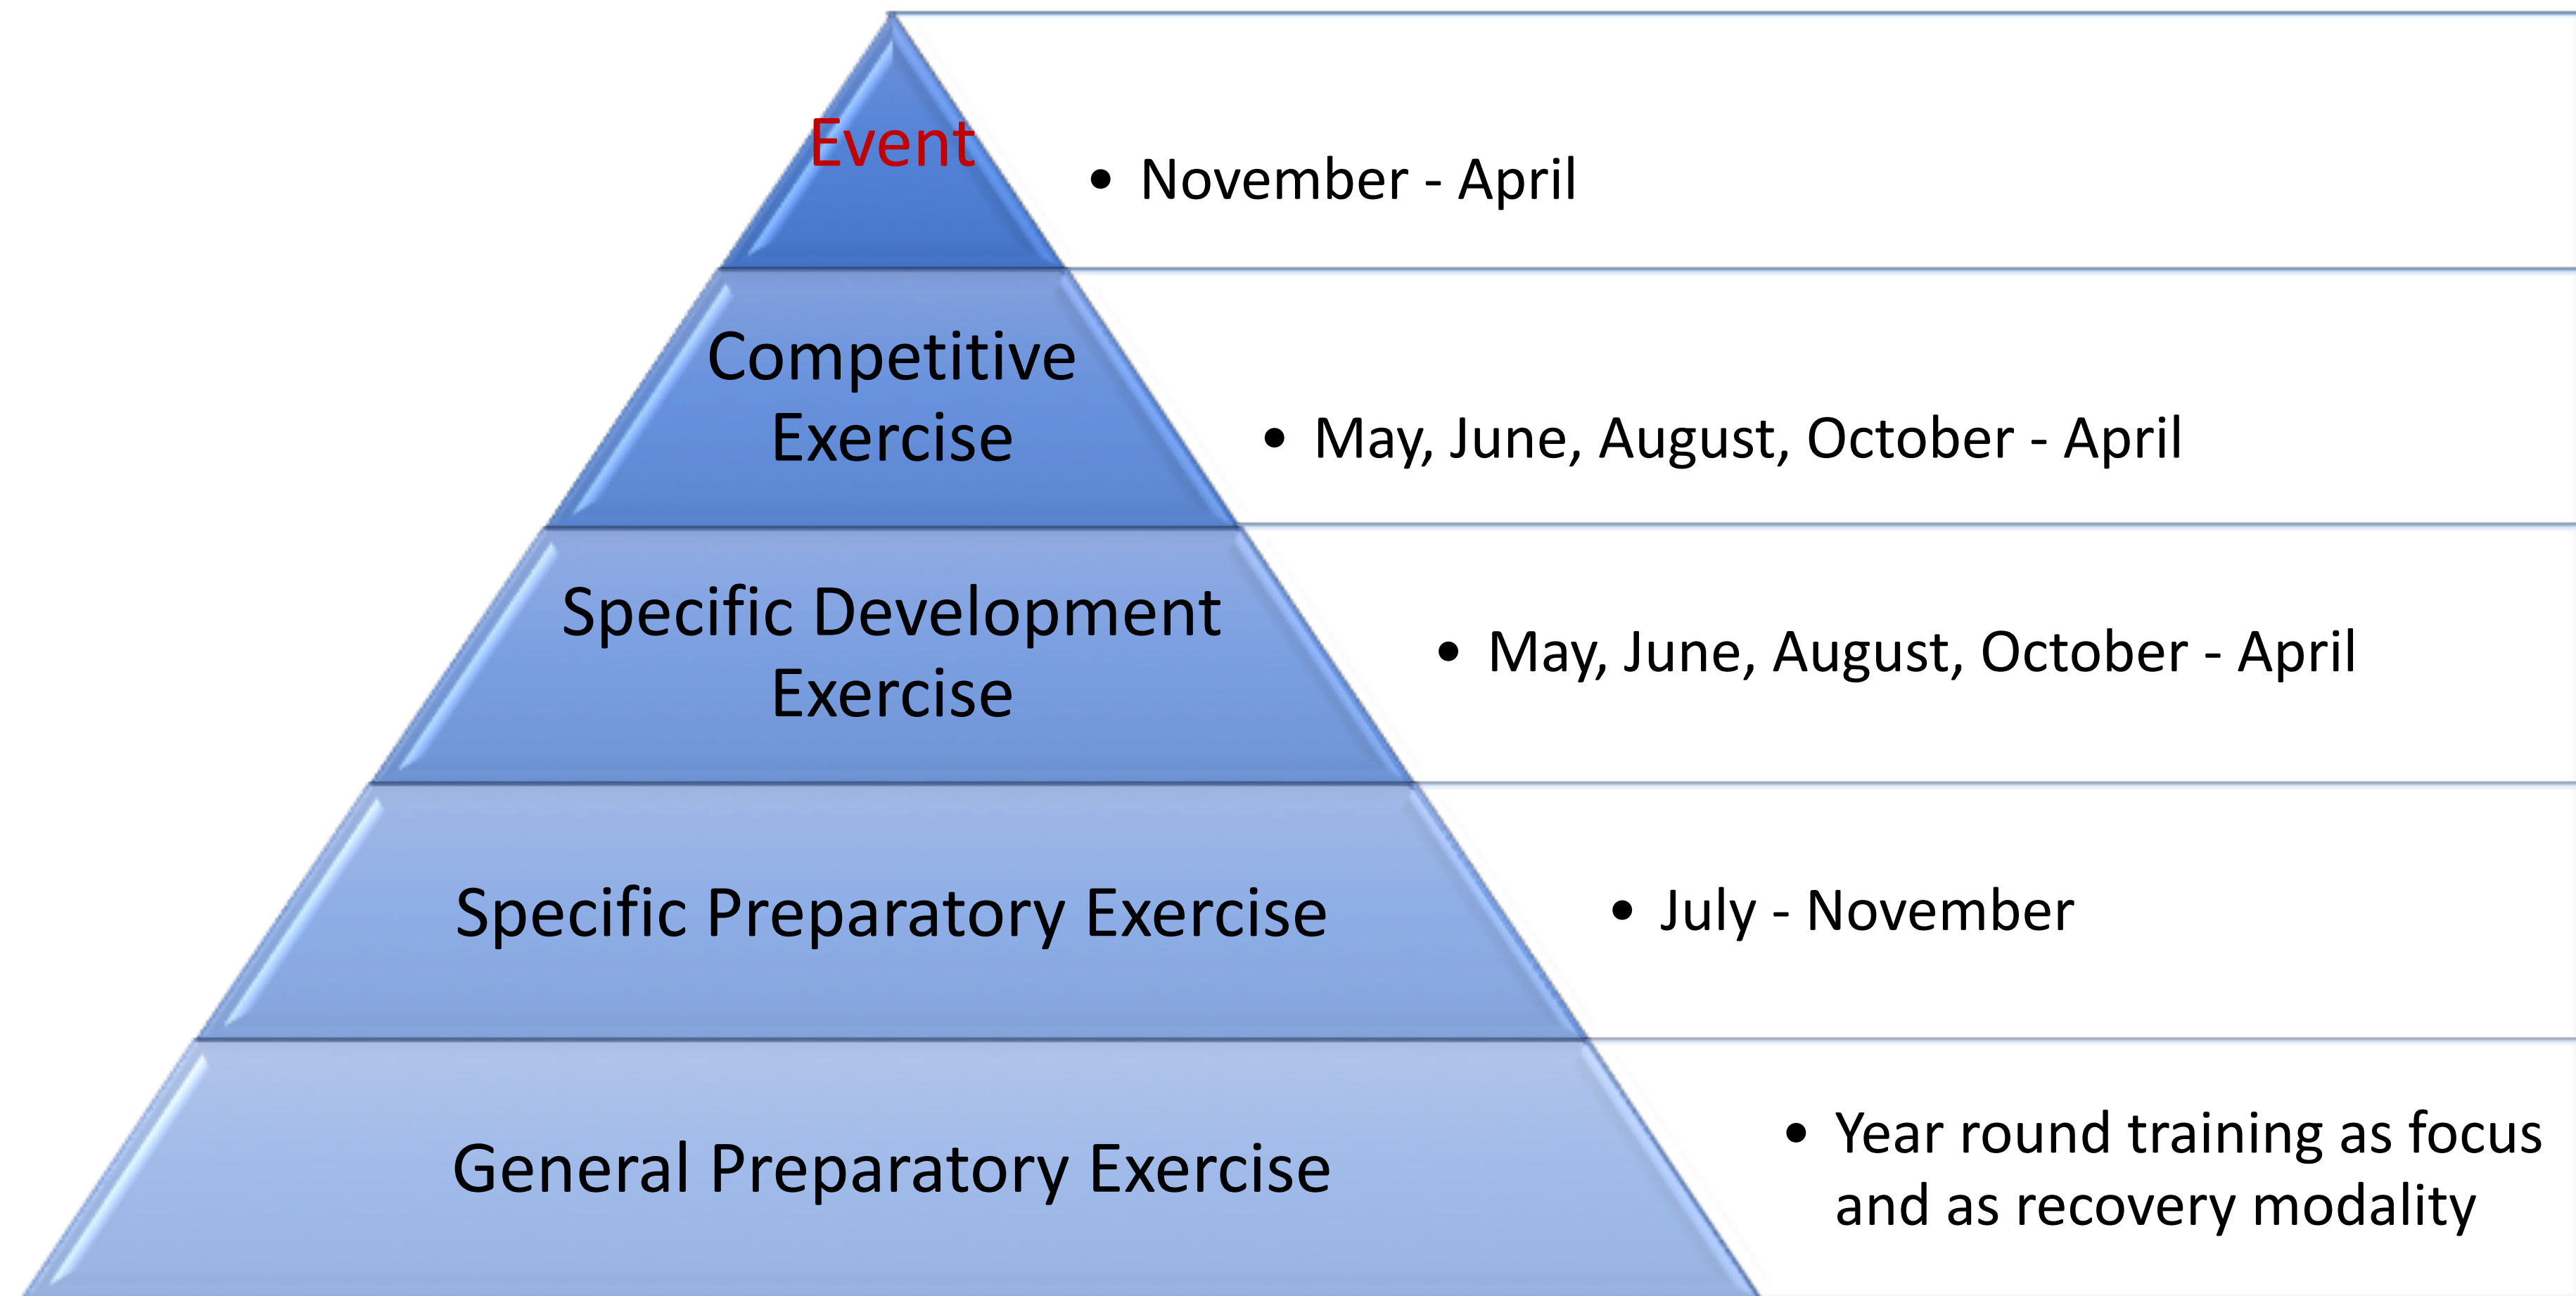 Event
• November - April
Competitive
Exercise
• May, June, August, October - April
Specific Development
Exercise
• May, June, August, October - April
Specific Preparatory Exercise
• July - November
General Preparatory Exercise
• Year round training as focus
and as recovery modality